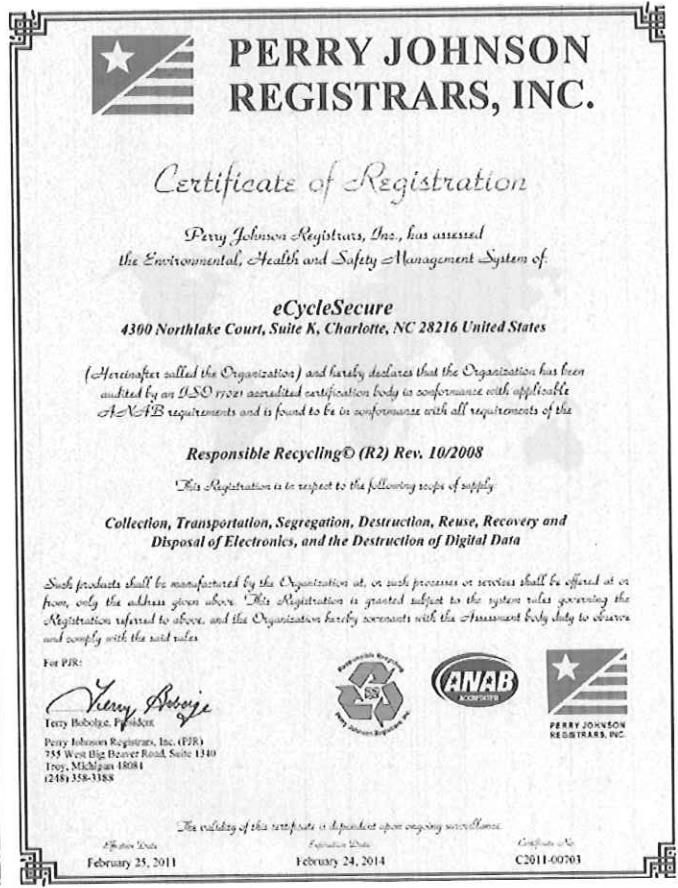 PERRY JOHNSON
REGISTRARS, INC.
Certificate of Registration
Perry Johnson Registrars, Inc., has assessed
the Environmental, Health and Safety Management System of:
eCycleSecure
4300 Northlake Court, Suite K, Charlotte, NC 28216 United States
(Hereinafter called the Organization) and hereby declares that the Organization has been
audited by an ISO 17021 accredited certification body in conformance with applicable
ANAB requirements and is found to be in conformance with all requirements of the
Responsible Recycling© (R2) Rev. 10/2008
This Registration is in respect to the following scope of supply:
Collection, Transportation, Segregation, Destruction, Reuse, Recovery and
Disposal of Electronics, and the Destruction of Digital Data
Such products shall be manufactured by the Organization at, or such processes or services shall be offered at or
from, only the address given above. This Registration is granted subject to the system rules governing the
Registration referred to above, and the Organization hereby covenants with the Assessment body duty to observe
and comply with the said rules.
For PJR:
Terry Boboige
Terry Boboige, President
Perry Johnson Registrars, Inc. (PJR)
755 West Big Beaver Road, Suite 1340
Troy, Michigan 48084
(248) 358-3388
Responsible Recycling
Perry Johnson Registrars, Inc.
ANAB
ACCREDITED
PERRY JOHNSON
REGISTRARS, INC.
The validity of this certificate is dependent upon ongoing surveillance.
Effective Date
Expiration Date
Certificate No.
February 25, 2011
February 24, 2014
C2011-00703